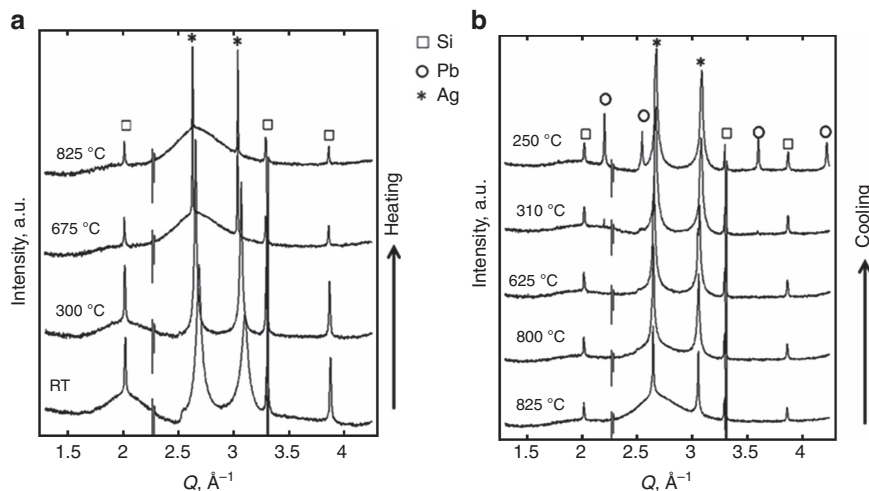 a
Intensity, a.u.
825 °C
675 °C
300 °C
RT
1.5 2 2.5 3 3.5 4
Q, Å–1
Heating
Si
Pb
* Ag
* *
b
Intensity, a.u.
250 °C
310 °C
625 °C
800 °C
825 °C
1.5 2 2.5 3 3.5 4
Q, Å–1
Cooling
* *